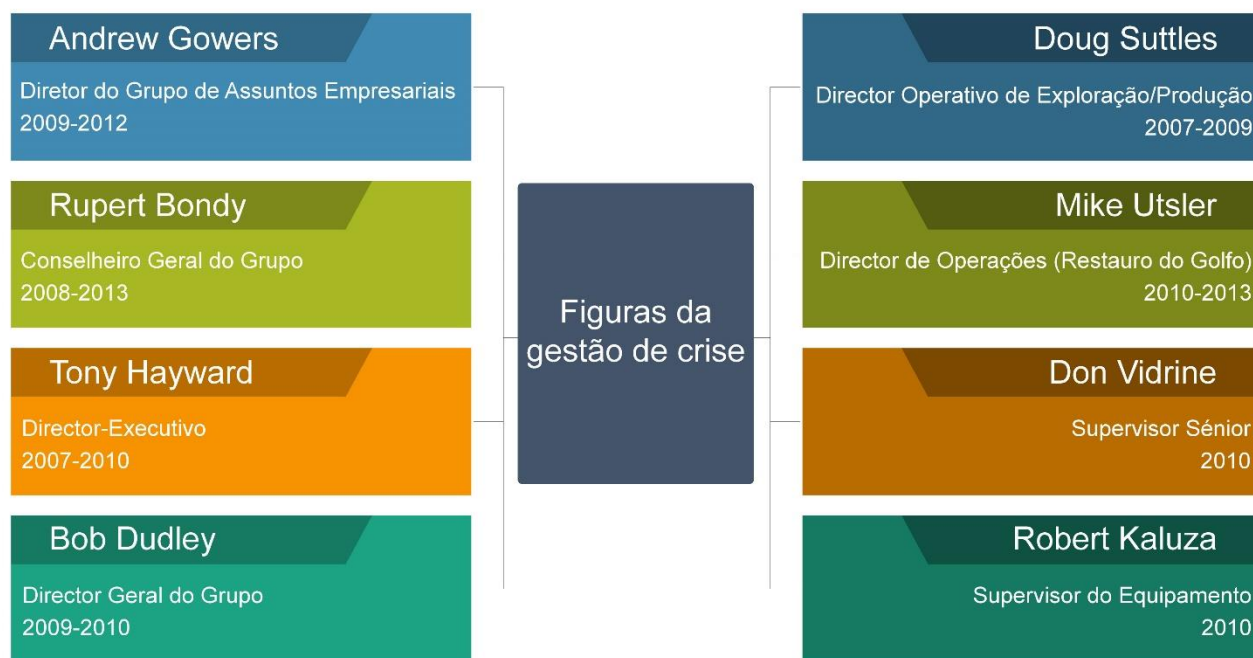 Andrew Gowers
Diretor do Grupo de Assuntos Empresariais
2009-2012
Rupert Bondy
Conselheiro Geral do Grupo
2008-2013
Tony Hayward
Director-Executivo
2007-2010
Bob Dudley
Director Geral do Grupo
2009-2010
Figuras da
gestão de crise
Doug Suttles
Director Operativo de Exploração/Produção
2007-2009
Mike Utsler
Director de Operações (Restauro do Golfo)
2010-2013
Don Vidrine
Supervisor Sénior
2010
Robert Kaluza
Supervisor do Equipamento
2010